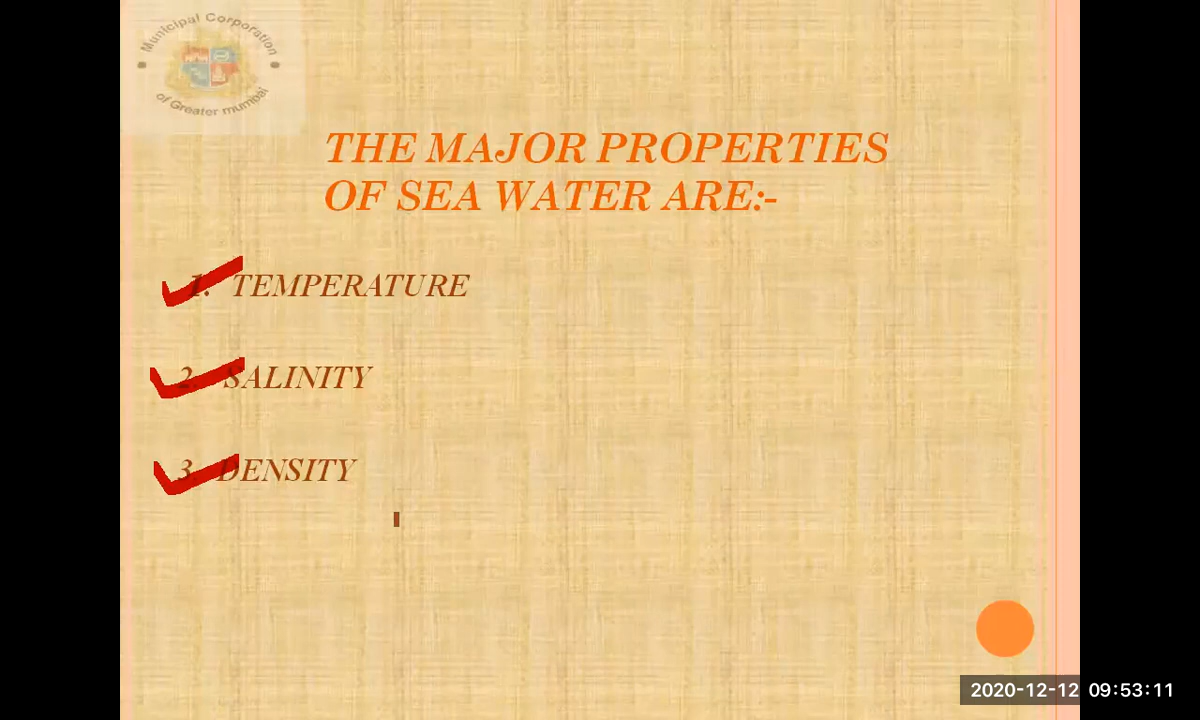 Municipal Corporation
of Greater mumbai
THE MAJOR PROPERTIES
OF SEA WATER ARE:-
1. TEMPERATURE
2. SALINITY
3. DENSITY
2020-12-12 09:53:11